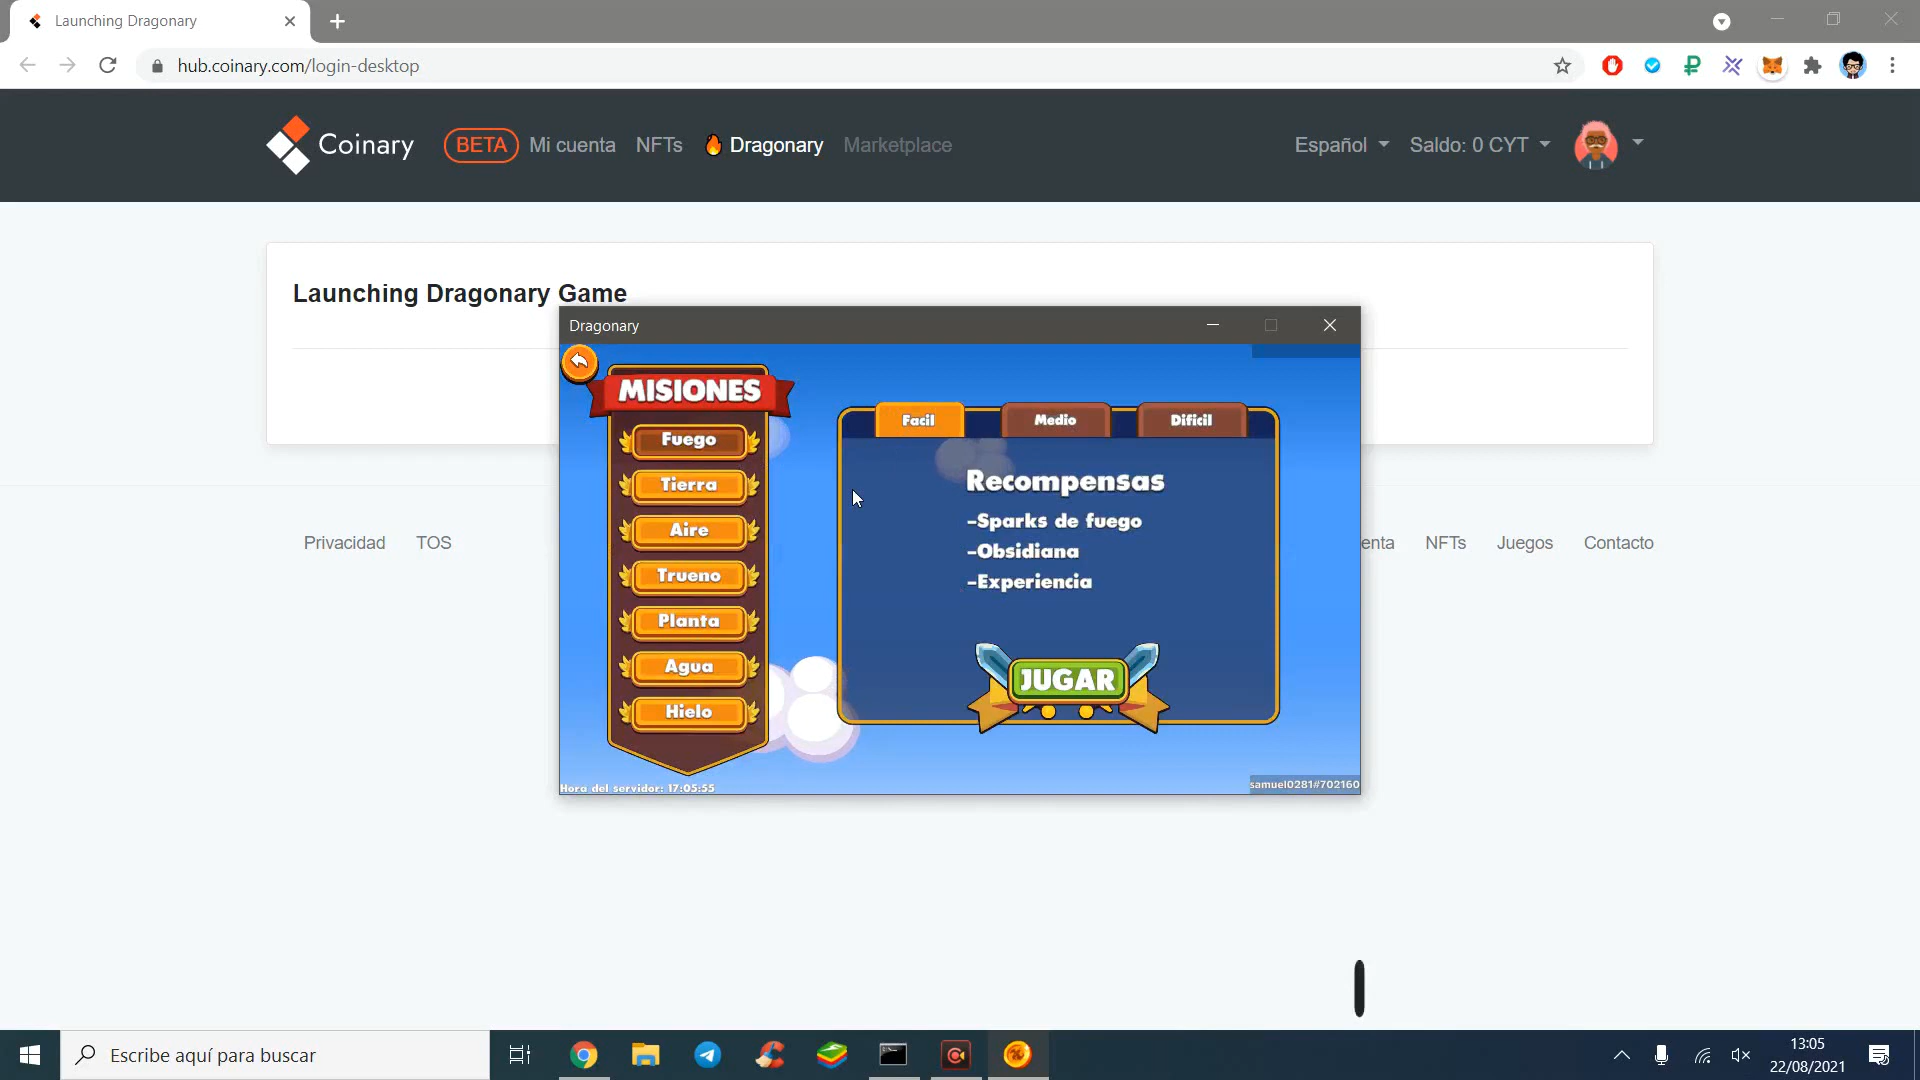 Launching Dragonary
hub.coinary.com/login-desktop
Coinary
BETA
Mi cuenta
NFTs
Dragonary
Marketplace
Español
Saldo: 0 CYT
Launching Dragonary Game
Dragonary
MISIONES
Fuego
Tierra
Aire
Trueno
Planta
Agua
Hielo
Facil
Medio
Dificil
Recompensas
-Sparks de fuego
-Obsidiana
-Experiencia
JUGAR
Hora del servidor: 17:05:55
samuel0281#702160
Privacidad
TOS
enta
NFTs
Juegos
Contacto
Escribe aquí para buscar
13:05
22/08/2021